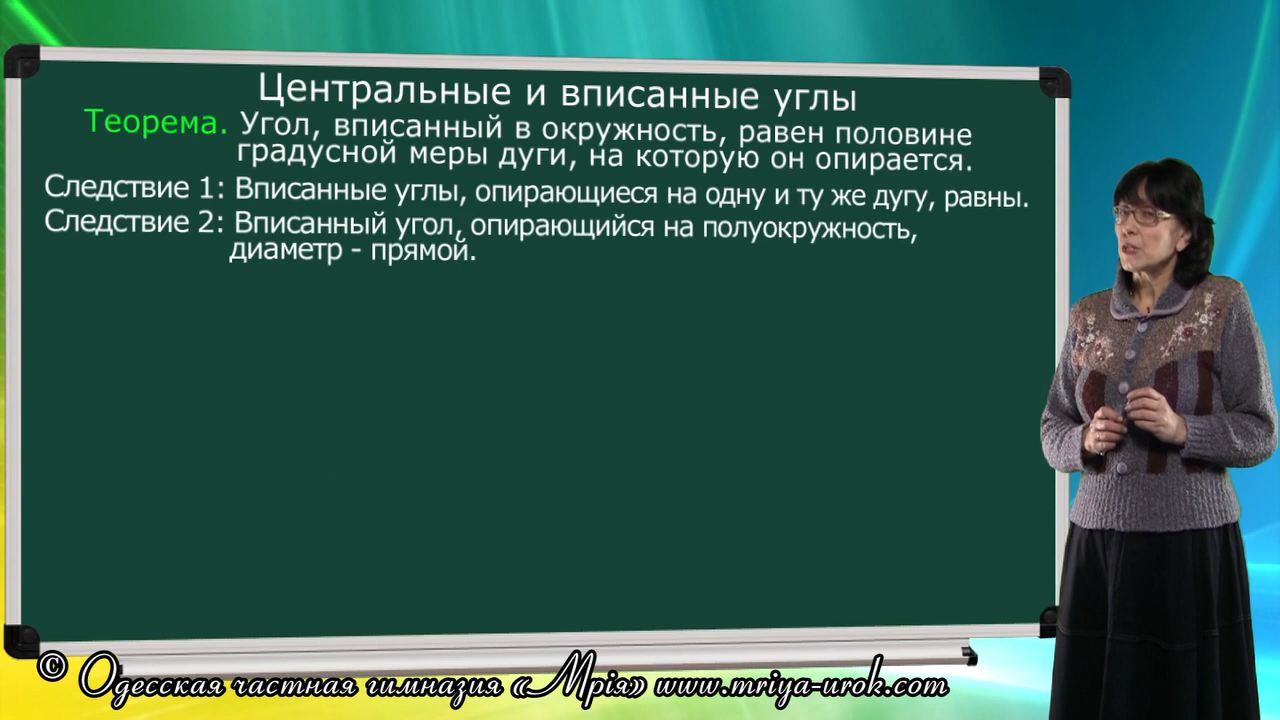 Центральные и вписанные углы
Теорема. Угол, вписанный в окружность, равен половине
градусной меры дуги, на которую он опирается.
Следствие 1: Вписанные углы, опирающиеся на одну и ту же дугу, равны.
Следствие 2: Вписанный угол, опирающийся на полуокружность,
диаметр - прямой.
© Одесская частная гимназия «Мрія» www.mriya-urok.com